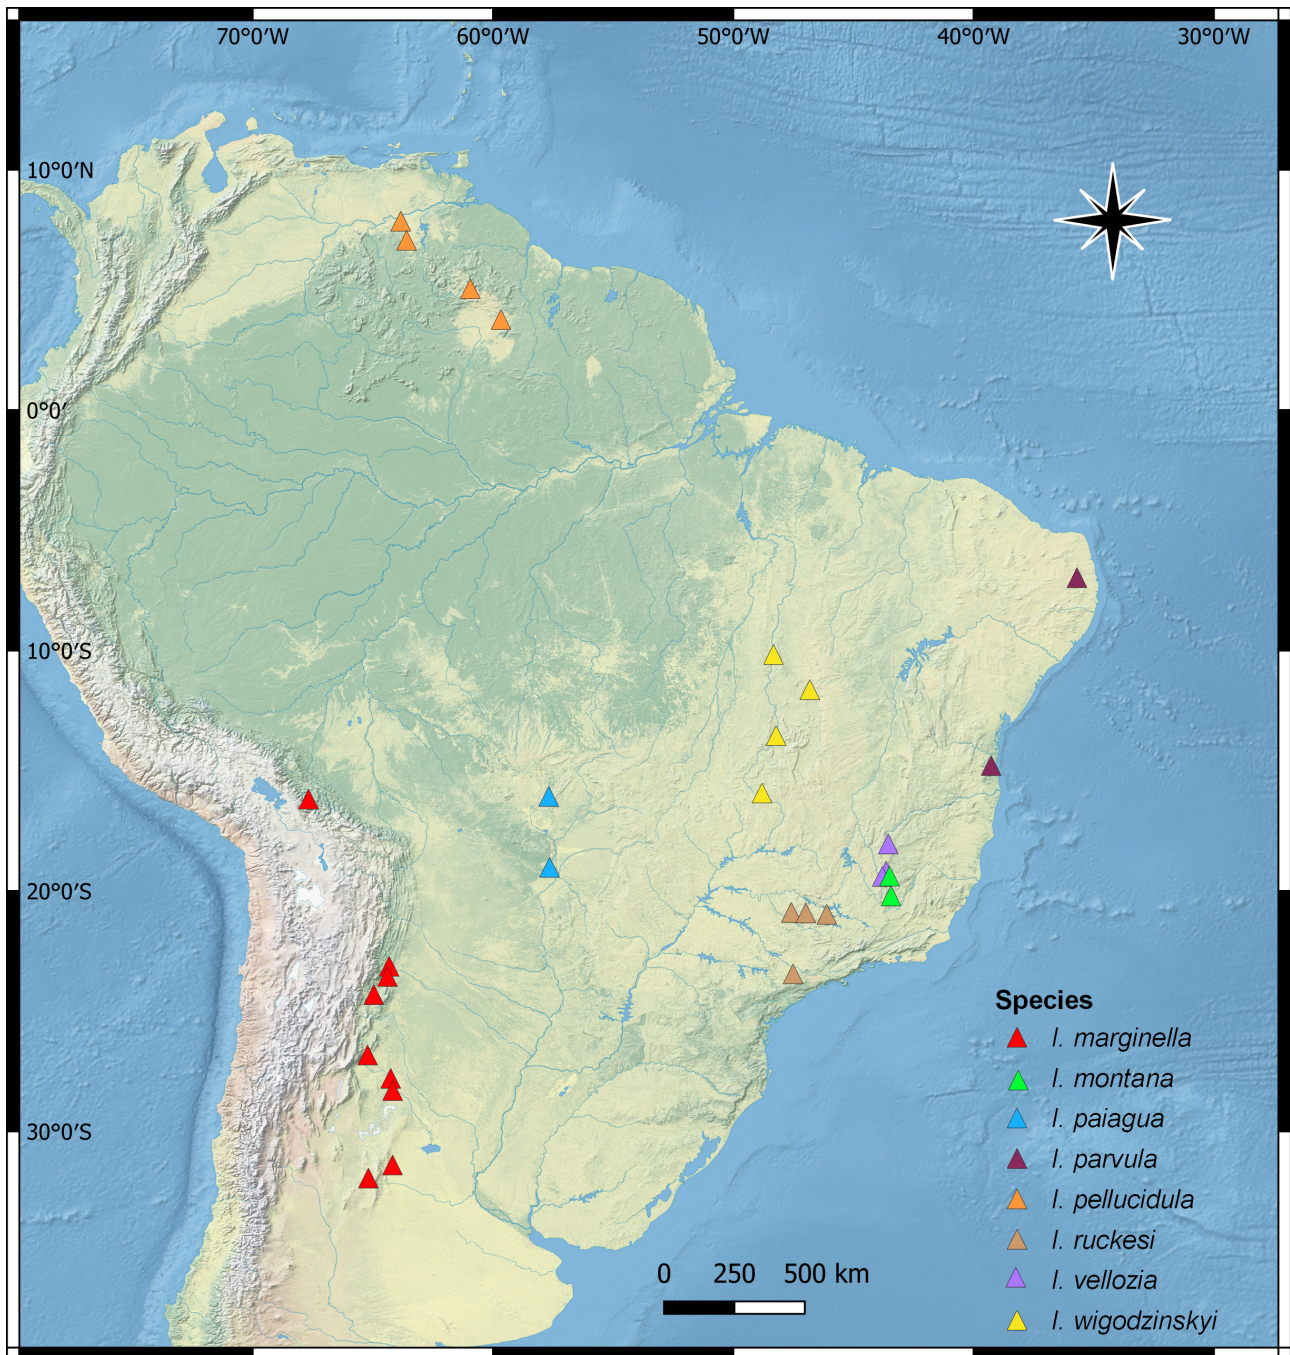 70°0′W 60°0′W 50°0′W 40°0′W 30°0′W
10°0′N
0°0′
10°0′S
20°0′S
30°0′S
Species
I. marginella
I. montana
I. paiagua
I. parvula
I. pellucidula
I. ruckesi
I. vellozia
I. wigodzinskyi
0 250 500 km